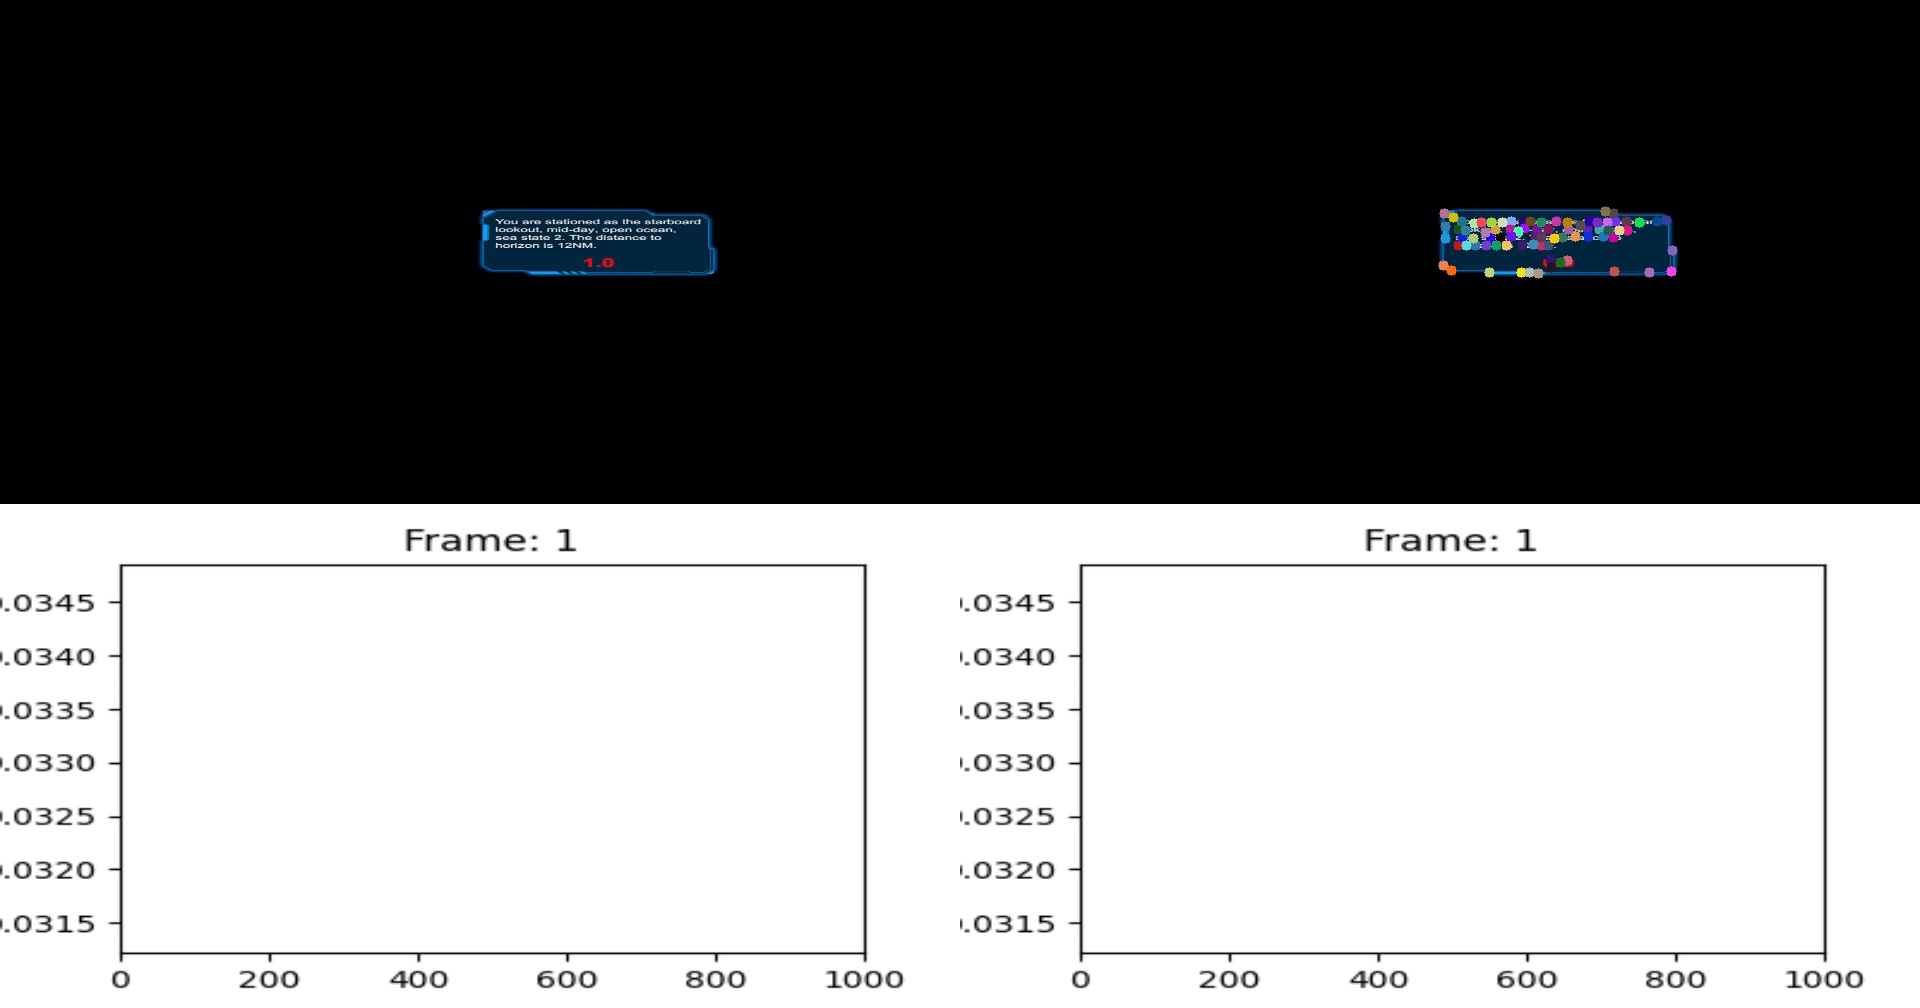 You are stationed as the starboard
lookout, mid-day, open ocean,
sea state 2. The distance to
horizon is 12NM.
1.0
Frame: 1
.0345
.0340
.0335
.0330
.0325
.0320
.0315
0 200 400 600 800 1000
Frame: 1
.0345
.0340
.0335
.0330
.0325
.0320
.0315
0 200 400 600 800 1000